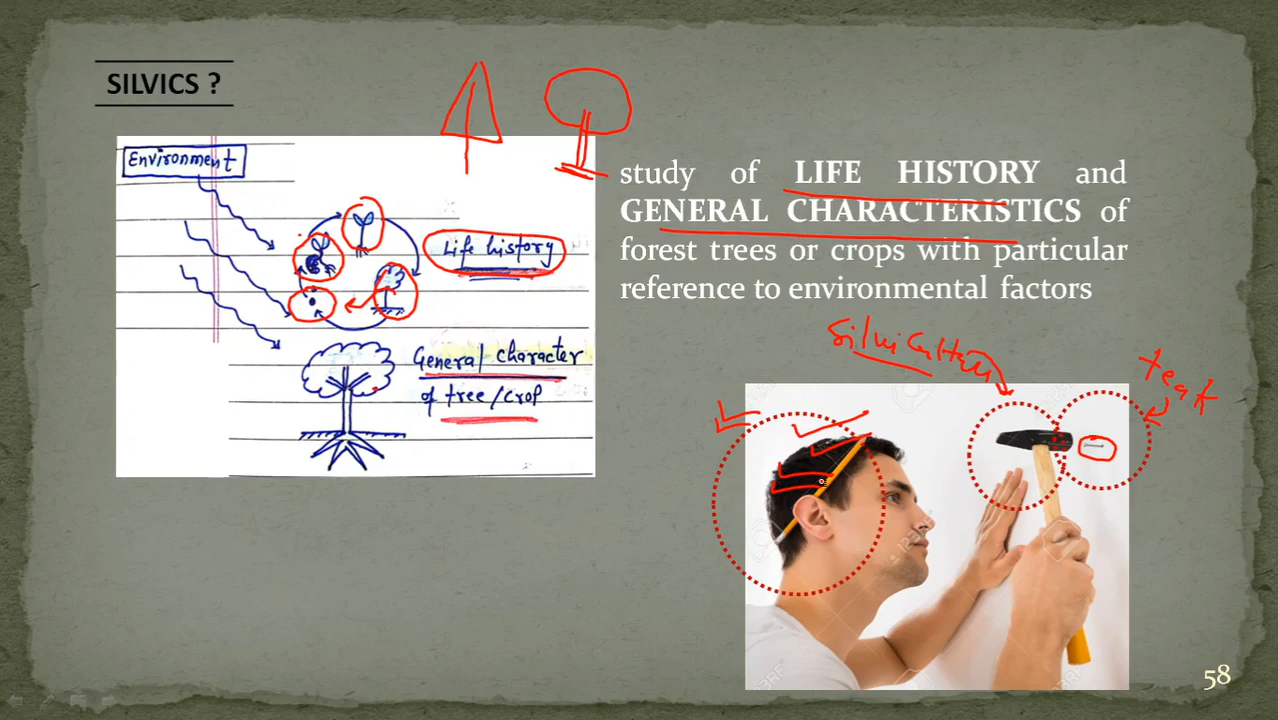 SILVICS ?
Environment
Life history
General character
of tree/crop
study of LIFE HISTORY and
GENERAL CHARACTERISTICS of
forest trees or crops with particular
reference to environmental factors
teak
123RF
58